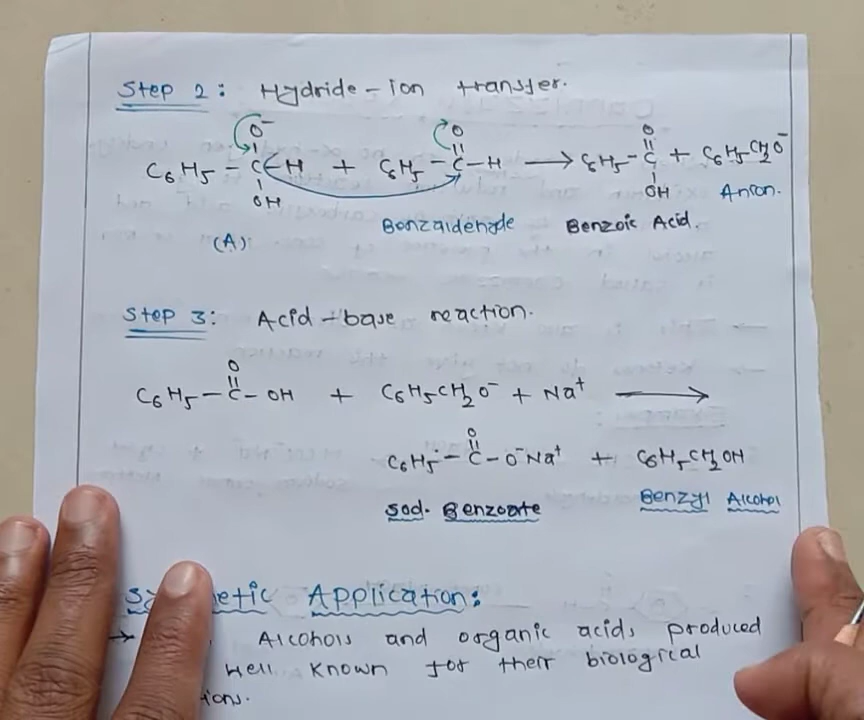 Step 2: Hydride-ion transfer.
O⁻ O O
C6H5 - C - H + C6H5 - C - H ⟶ C6H5 - C + C6H5CH2O⁻
OH OH Anion.
(A) Benzaldehyde Benzoic Acid.
Step 3: Acid-base reaction.
O
C6H5 - C - OH + C6H5CH2O⁻ + Na⁺ ⟶
O
C6H5 - C - O⁻Na⁺ + C6H5CH2OH
Sod. Benzoate Benzyl Alcohol
Application:
→ Alcohols and organic acids produced
well known for their biological